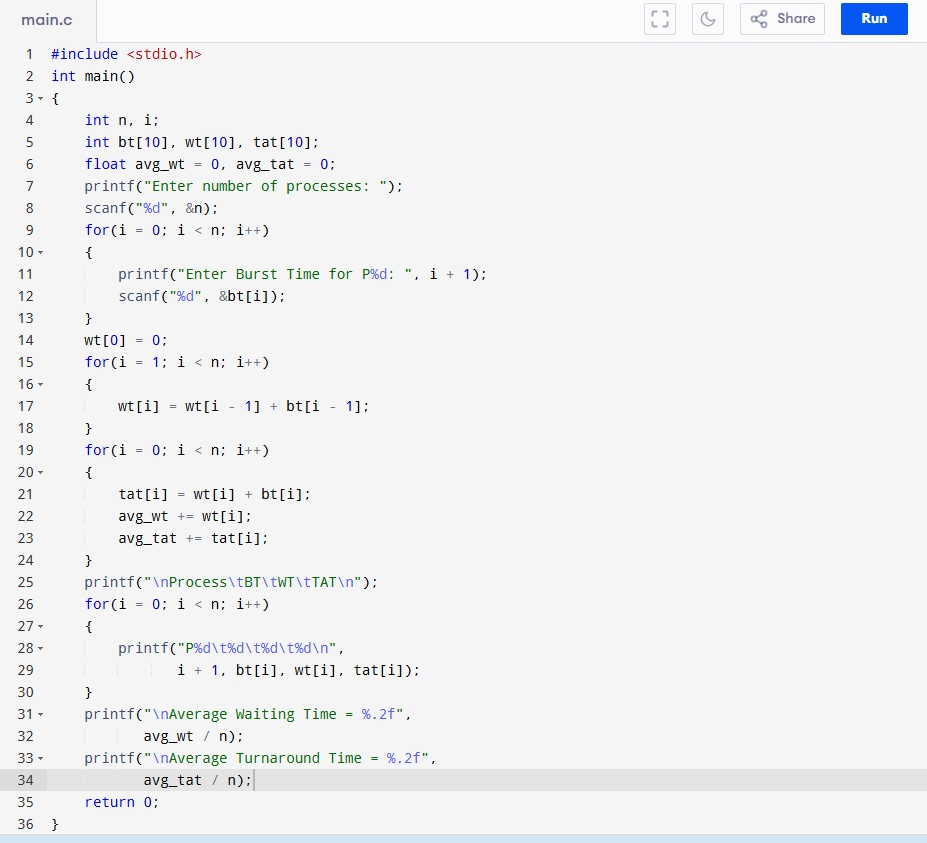 main.c
Share
Run
1 #include <stdio.h>
2 int main()
3 {
4     int n, i;
5     int bt[10], wt[10], tat[10];
6     float avg_wt = 0, avg_tat = 0;
7     printf("Enter number of processes: ");
8     scanf("%d", &n);
9     for(i = 0; i < n; i++)
10     {
11         printf("Enter Burst Time for P%d: ", i + 1);
12         scanf("%d", &bt[i]);
13     }
14     wt[0] = 0;
15     for(i = 1; i < n; i++)
16     {
17         wt[i] = wt[i - 1] + bt[i - 1];
18     }
19     for(i = 0; i < n; i++)
20     {
21         tat[i] = wt[i] + bt[i];
22         avg_wt += wt[i];
23         avg_tat += tat[i];
24     }
25     printf("\nProcess\tBT\tWT\tTAT\n");
26     for(i = 0; i < n; i++)
27     {
28         printf("P%d\t%d\t%d\t%d\n",
29                i + 1, bt[i], wt[i], tat[i]);
30     }
31     printf("\nAverage Waiting Time = %.2f",
32            avg_wt / n);
33     printf("\nAverage Turnaround Time = %.2f",
34            avg_tat / n);
35     return 0;
36 }